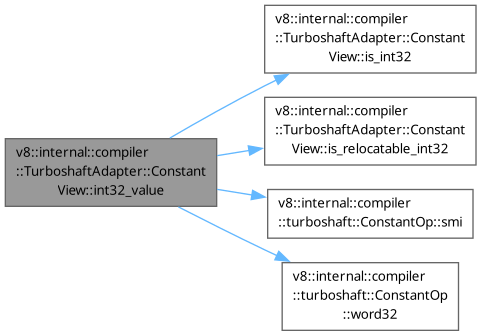 v8::internal::compiler
::TurboshaftAdapter::Constant
View::int32_value
v8::internal::compiler
::TurboshaftAdapter::Constant
View::is_int32
v8::internal::compiler
::TurboshaftAdapter::Constant
View::is_relocatable_int32
v8::internal::compiler
::turboshaft::ConstantOp::smi
v8::internal::compiler
::turboshaft::ConstantOp
::word32